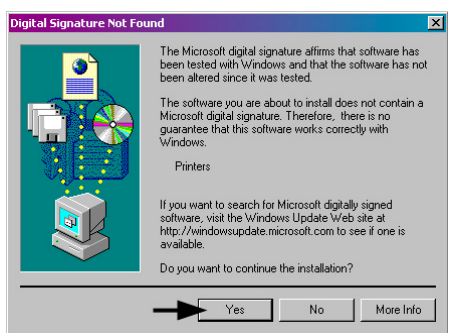 Digital Signature Not Found
The Microsoft digital signature affirms that software has
been tested with Windows and that the software has not
been altered since it was tested.
The software you are about to install does not contain a
Microsoft digital signature. Therefore, there is no
guarantee that this software works correctly with
Windows.
Printers
If you want to search for Microsoft digitally signed
software, visit the Windows Update Web site at
http://windowsupdate.microsoft.com to see if one is
available.
Do you want to continue the installation?
Yes No More Info